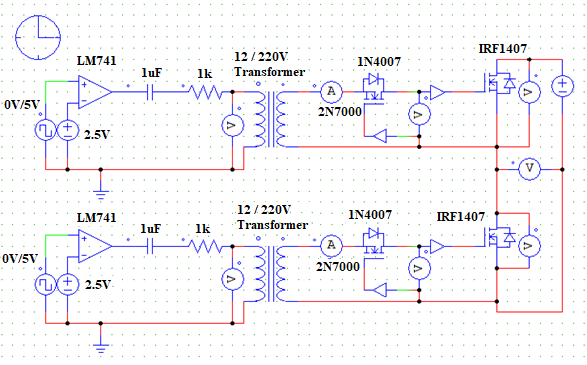 IRF1407
LM741
12 / 220V
Transformer
1N4007
1uF
1k
A
2N7000
V
0V/5V
2.5V
V
V
V
LM741
12 / 220V
Transformer
1N4007
IRF1407
1uF
1k
A
2N7000
V
0V/5V
2.5V
V
V